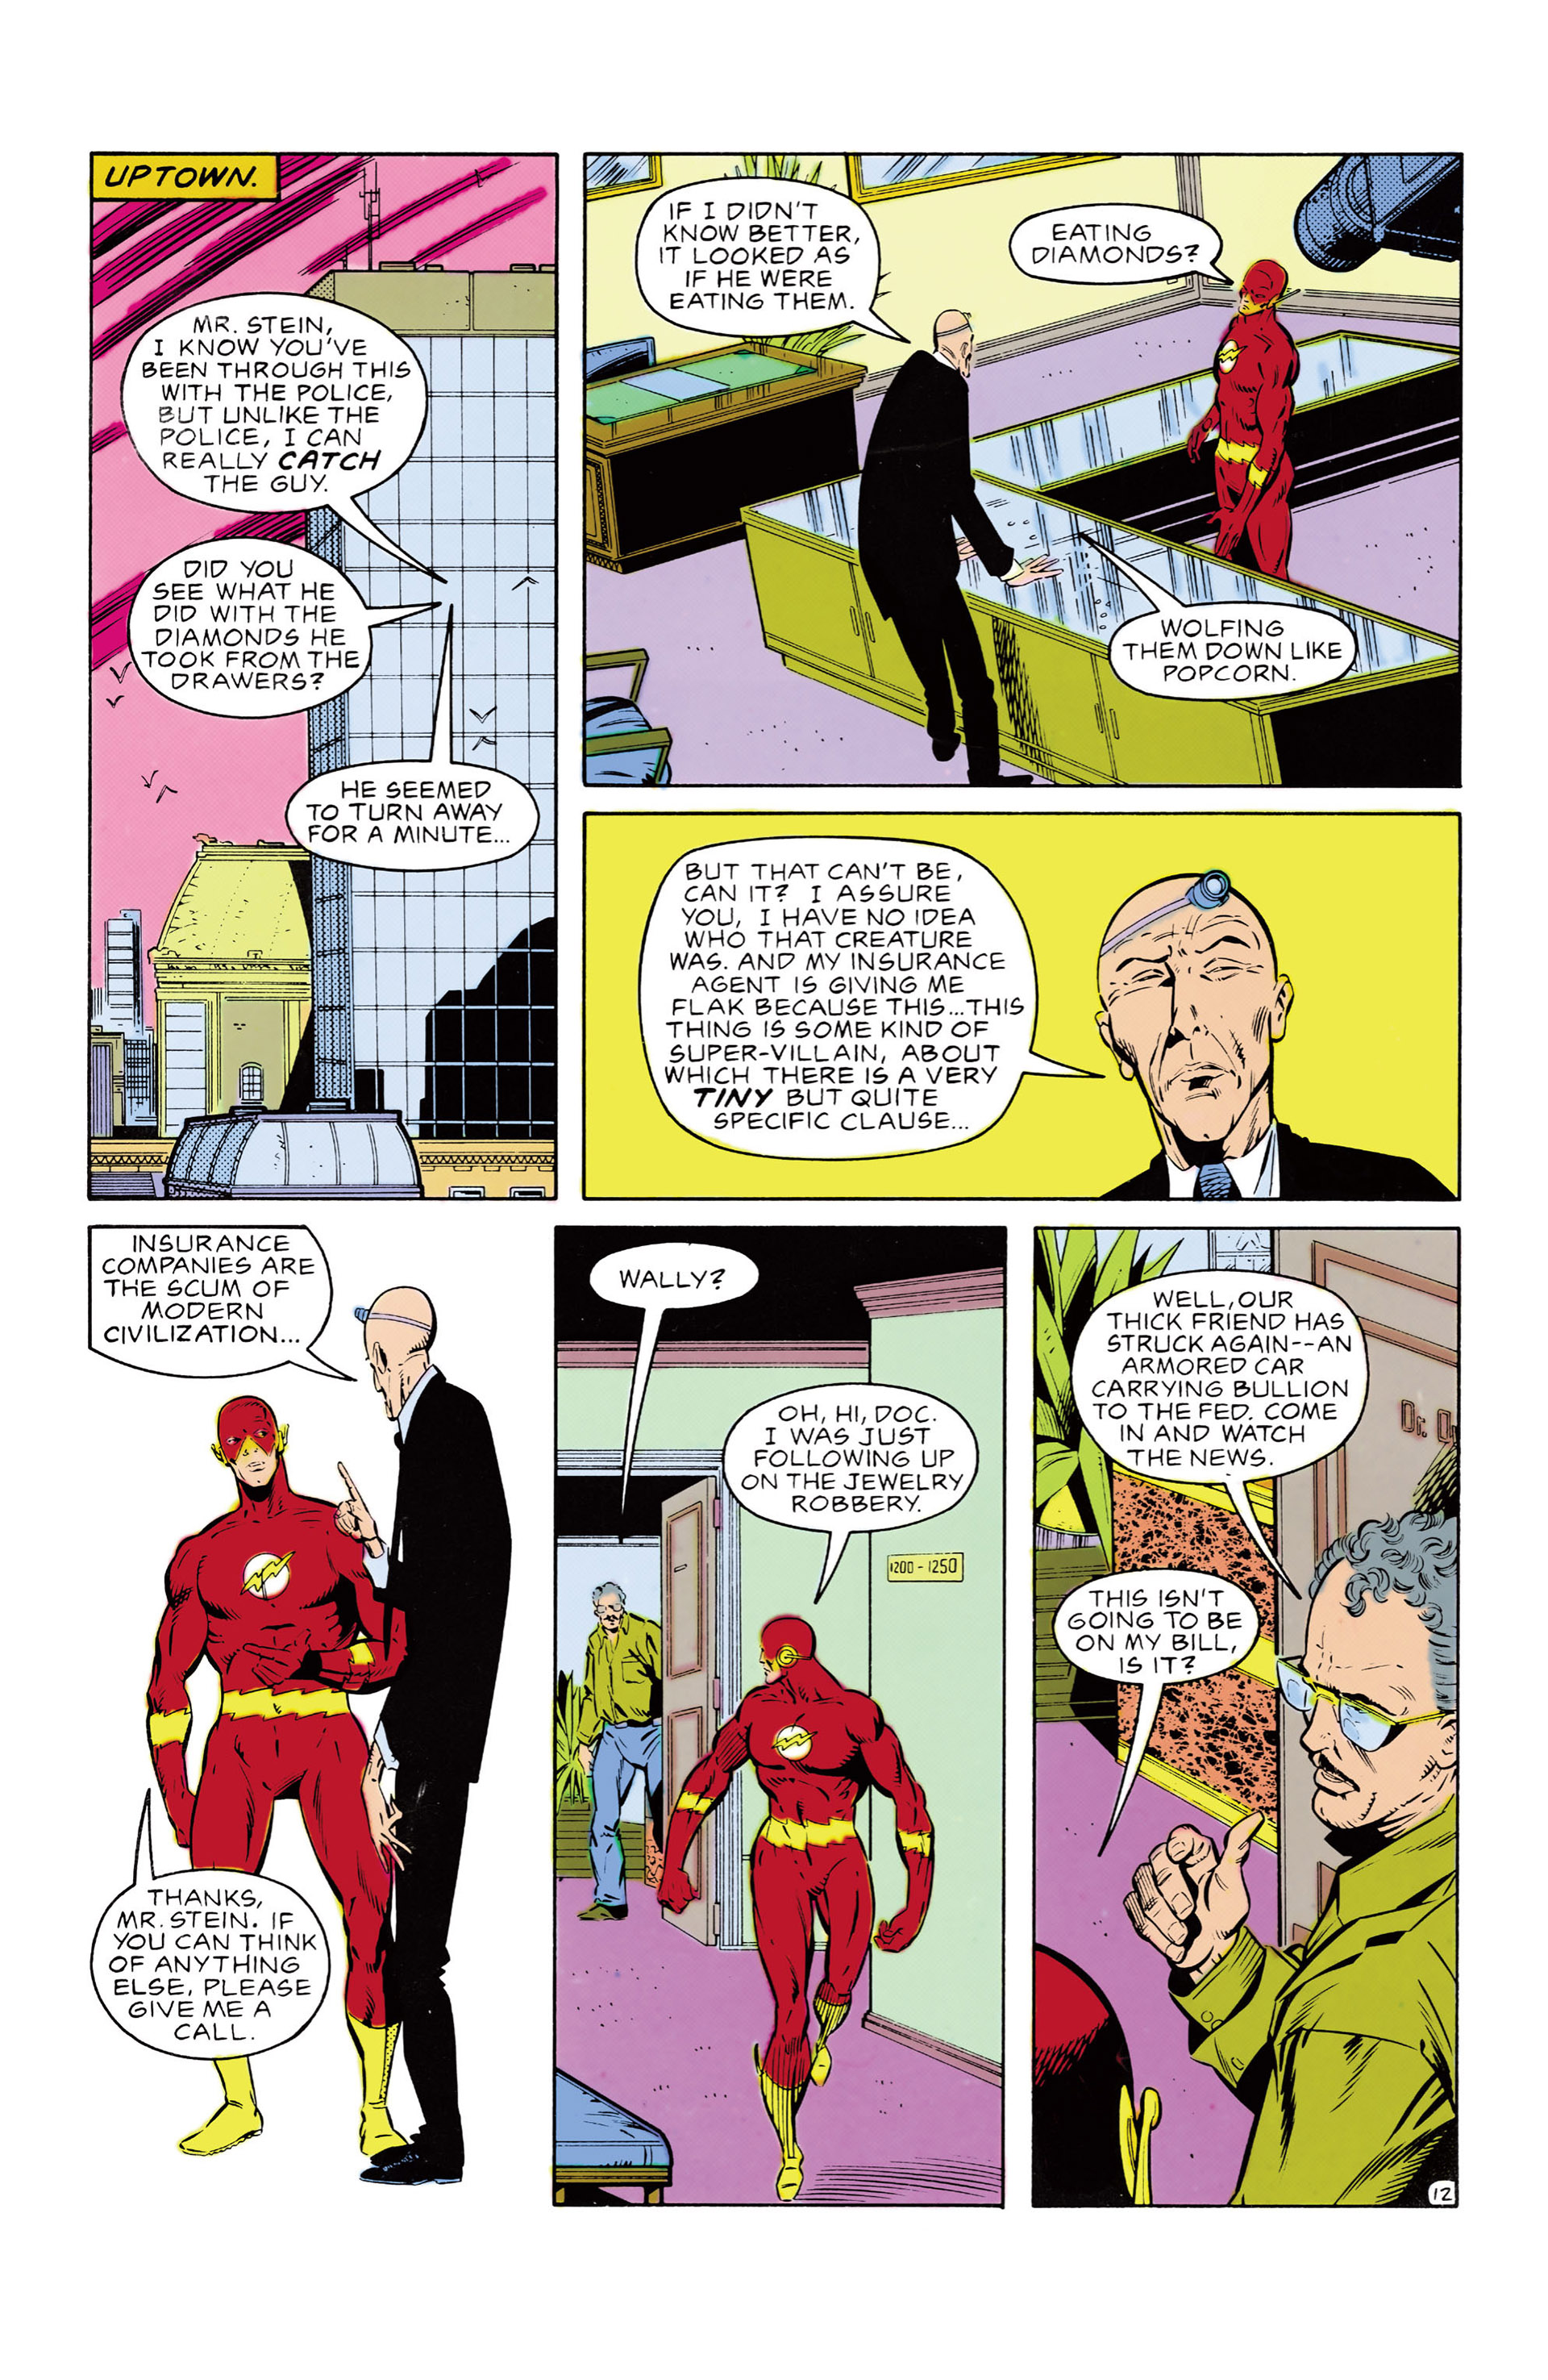 UPTOWN.
MR. STEIN,
I KNOW YOU'VE
BEEN THROUGH THIS
WITH THE POLICE,
BUT UNLIKE THE
POLICE, I CAN
REALLY CATCH
THE GUY.
DID YOU
SEE WHAT HE
DID WITH THE
DIAMONDS HE
TOOK FROM THE
DRAWERS?
HE SEEMED
TO TURN AWAY
FOR A MINUTE...
IF I DIDN'T
KNOW BETTER,
IT LOOKED AS
IF HE WERE
EATING THEM.
EATING
DIAMONDS?
WOLFING
THEM DOWN LIKE
POPCORN.
BUT THAT CAN'T BE,
CAN IT? I ASSURE
YOU, I HAVE NO IDEA
WHO THAT CREATURE
WAS. AND MY INSURANCE
AGENT IS GIVING ME
FLAK BECAUSE THIS...THIS
THING IS SOME KIND OF
SUPER-VILLAIN, ABOUT
WHICH THERE IS A VERY
TINY BUT QUITE
SPECIFIC CLAUSE...
INSURANCE
COMPANIES ARE
THE SCUM OF
MODERN
CIVILIZATION...
THANKS,
MR. STEIN. IF
YOU CAN THINK
OF ANYTHING
ELSE, PLEASE
GIVE ME A
CALL.
WALLY?
OH, HI, DOC.
I WAS JUST
FOLLOWING UP
ON THE JEWELRY
ROBBERY.
1200-1250
WELL, OUR
THICK FRIEND HAS
STRUCK AGAIN--AN
ARMORED CAR
CARRYING BULLION
TO THE FED. COME
IN AND WATCH
THE NEWS.
Dr.
THIS ISN'T
GOING TO BE
ON MY BILL,
IS IT?
12